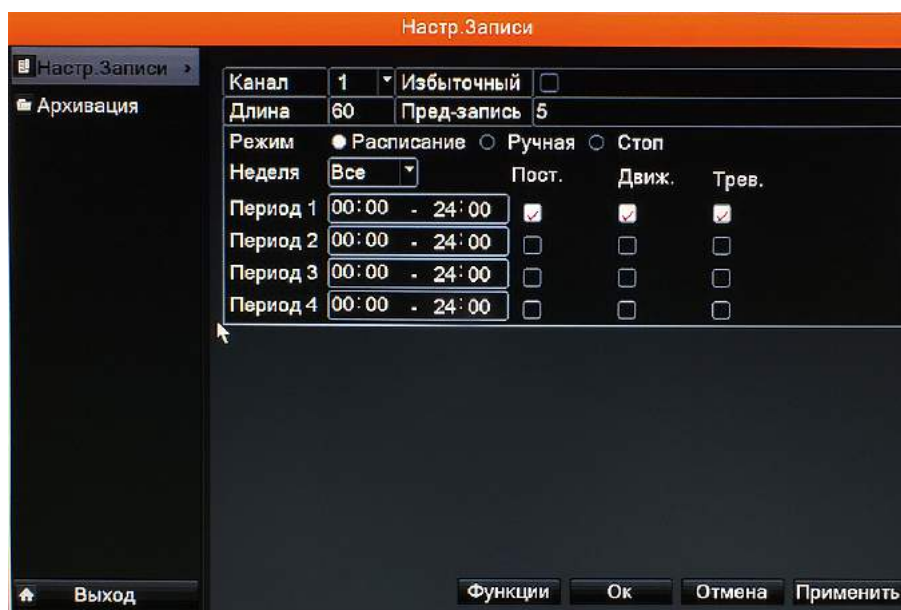 Настр.Записи
Настр.Записи
Архивация
Канал 1 Избыточный
Длина 60 Пред-запись 5
Режим Расписание Ручная Стоп
Неделя Все Пост. Движ. Трев.
Период 1 00:00 - 24:00
Период 2 00:00 - 24:00
Период 3 00:00 - 24:00
Период 4 00:00 - 24:00
Выход Функции Ок Отмена Применить